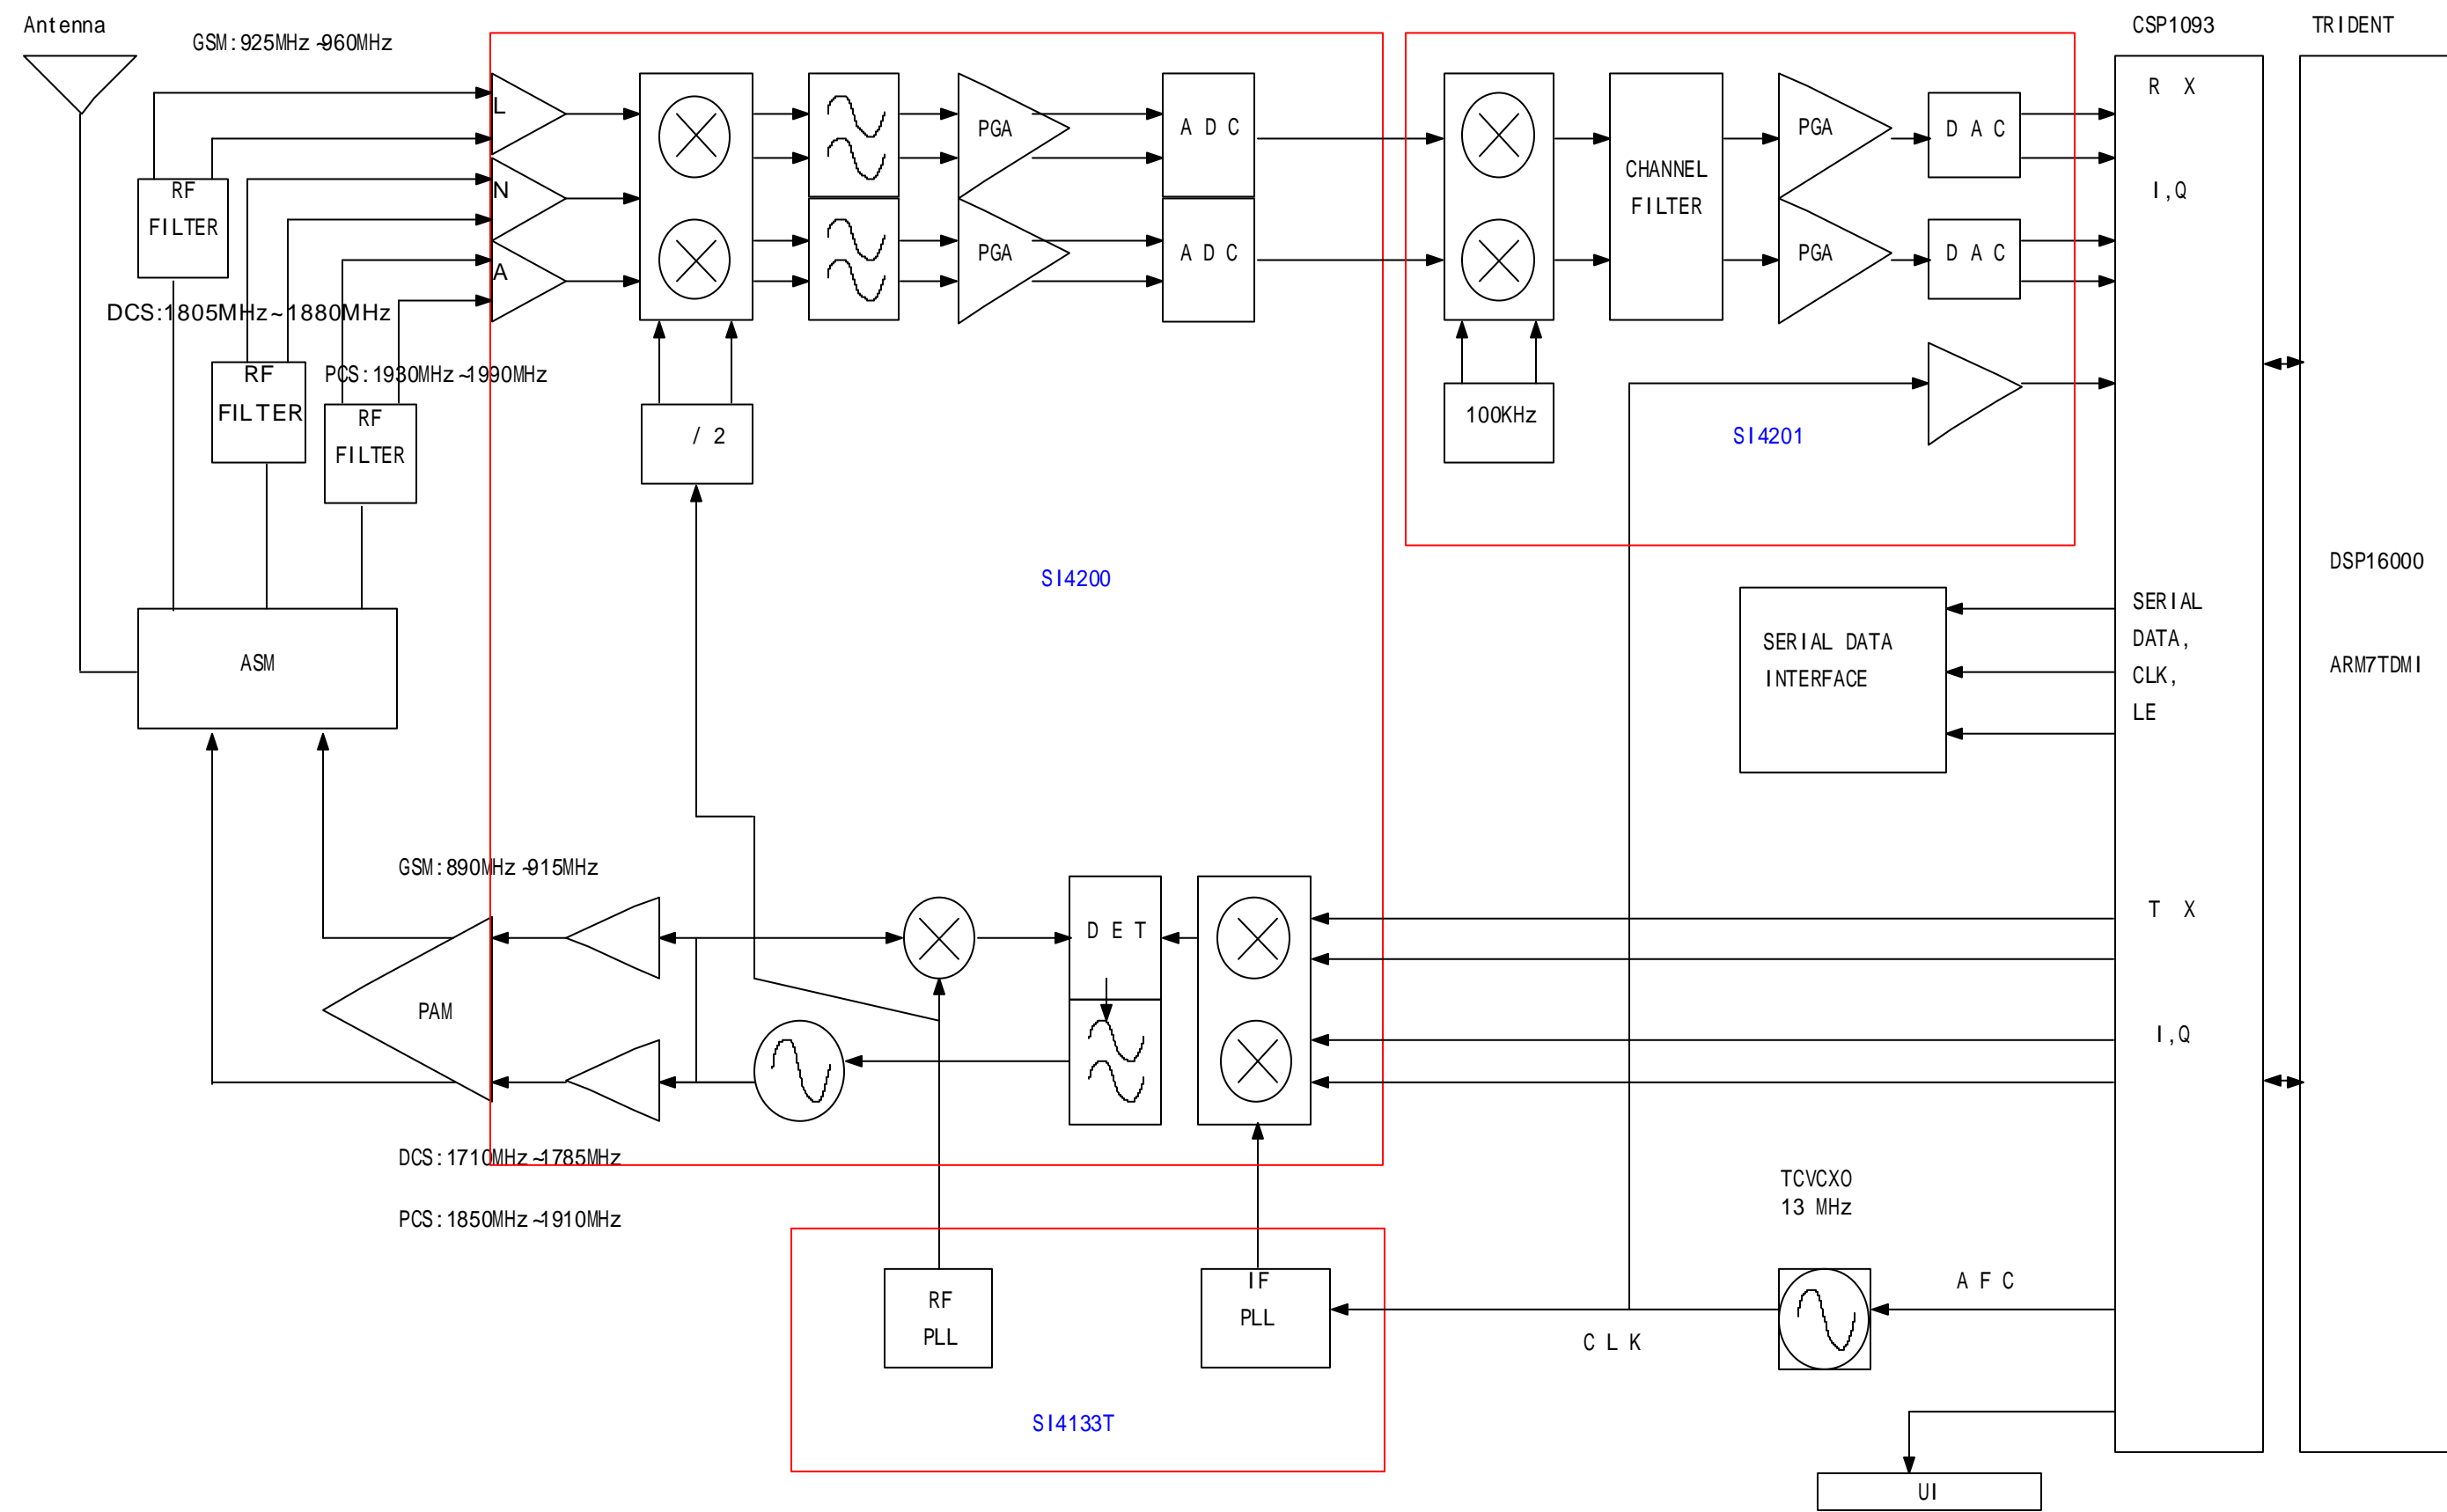 Antenna
GSM:925MHz~960MHz
CSP1093
TRIDENT
L
N
A
PGA
PGA
A D C
A D C
CHANNEL
FILTER
PGA
PGA
D A C
D A C
R X
I,Q
RF
FILTER
DCS:1805MHz~1880MHz
RF
FILTER
PCS:1930MHz~1990MHz
RF
FILTER
/ 2
100KHz
SI4201
SI4200
DSP16000
ARM7TDMI
SERIAL
DATA,
CLK,
LE
SERIAL DATA
INTERFACE
ASM
GSM:890MHz~915MHz
D E T
T X
I,Q
PAM
DCS:1710MHz~1785MHz
PCS:1850MHz~1910MHz
TCVCXO
13 MHz
RF
PLL
IF
PLL
A F C
C L K
SI4133T
UI